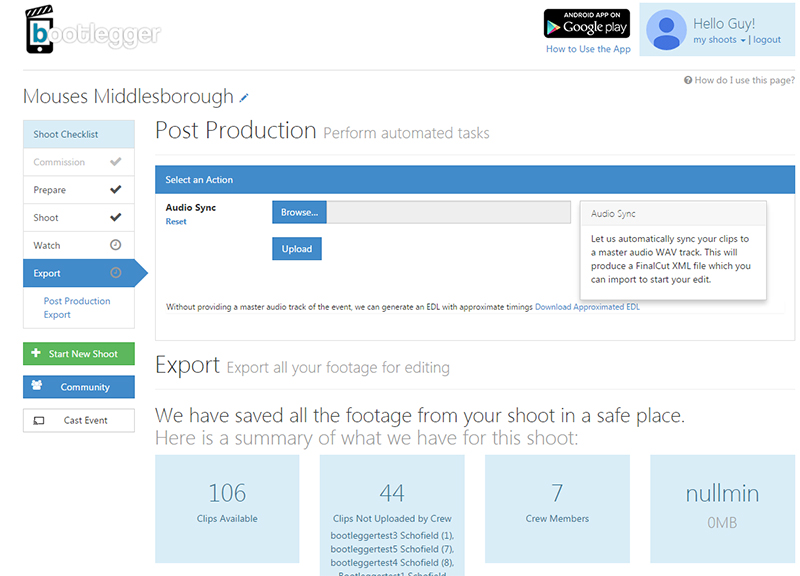 bootlegger
ANDROID APP ON
Google play
How to Use the App
Hello Guy!
my shoots | logout
How do I use this page?
Mouses Middlesborough
Shoot Checklist
Commission
Prepare
Shoot
Watch
Export
Post Production
Export
Start New Shoot
Community
Cast Event
Post Production Perform automated tasks
Select an Action
Audio Sync
Reset
Browse...
Upload
Audio Sync
Let us automatically sync your clips to
a master audio WAV track. This will
produce a FinalCut XML file which you
can import to start your edit.
Without providing a master audio track of the event, we can generate an EDL with approximate timings Download Approximated EDL
Export Export all your footage for editing
We have saved all the footage from your shoot in a safe place.
Here is a summary of what we have for this shoot:
106
Clips Available
44
Clips Not Uploaded by Crew
bootleggertest3 Schofield (1),
bootleggertest5 Schofield (7),
bootleggertest4 Schofield (8),
Bootleggertest1 Schofield
7
Crew Members
nullmin
0MB